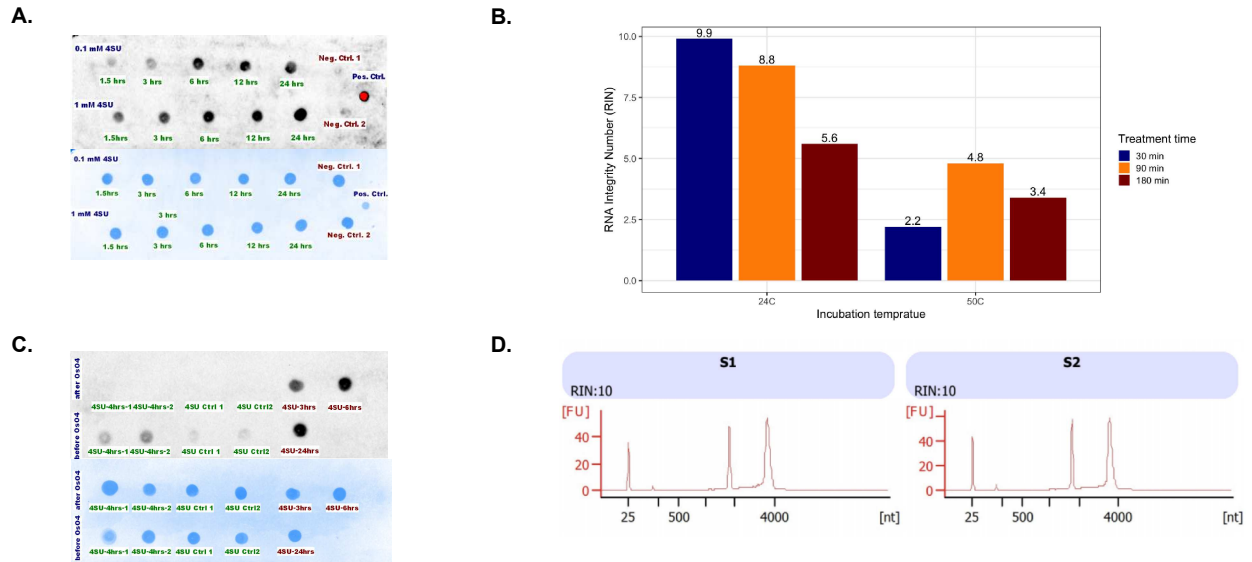 A.
0.1 mM 4SU
Neg. Ctrl. 1
1.5 hrs
3 hrs
6 hrs
12 hrs
24 hrs
Pos. Ctrl.
1 mM 4SU
1.5hrs
3 hrs
6 hrs
12 hrs
24 hrs
Neg. Ctrl. 2
0.1 mM 4SU
Neg. Ctrl. 1
1.5hrs
3 hrs
6 hrs
12 hrs
24 hrs
Pos. Ctrl.
1 mM 4SU
3 hrs
1.5 hrs
3 hrs
6 hrs
12 hrs
24 hrs
Neg. Ctrl. 2
B.
RNA Integrity Number (RIN)
10.0
7.5
5.0
2.5
0.0
9.9
8.8
5.6
2.2
4.8
3.4
24C
50C
Incubation tempratue
Treatment time
30 min
90 min
180 min
C.
after OsO4
4SU-4hrs-1
4SU-4hrs-2
4SU Ctrl 1
4SU Ctrl2
4SU-3hrs
4SU-6hrs
before OsO4
4SU-4hrs-1
4SU-4hrs-2
4SU Ctrl 1
4SU Ctrl2
4SU-24hrs
after OsO4
4SU-4hrs-1
4SU-4hrs-2
4SU Ctrl 1
4SU Ctrl2
4SU-3hrs
4SU-6hrs
before OsO4
4SU-4hrs-1
4SU-4hrs-2
4SU Ctrl 1
4SU Ctrl2
4SU-24hrs
D.
S1
RIN:10
[FU]
40
20
0
25
500
4000
[nt]
S2
RIN:10
[FU]
40
20
0
25
500
4000
[nt]